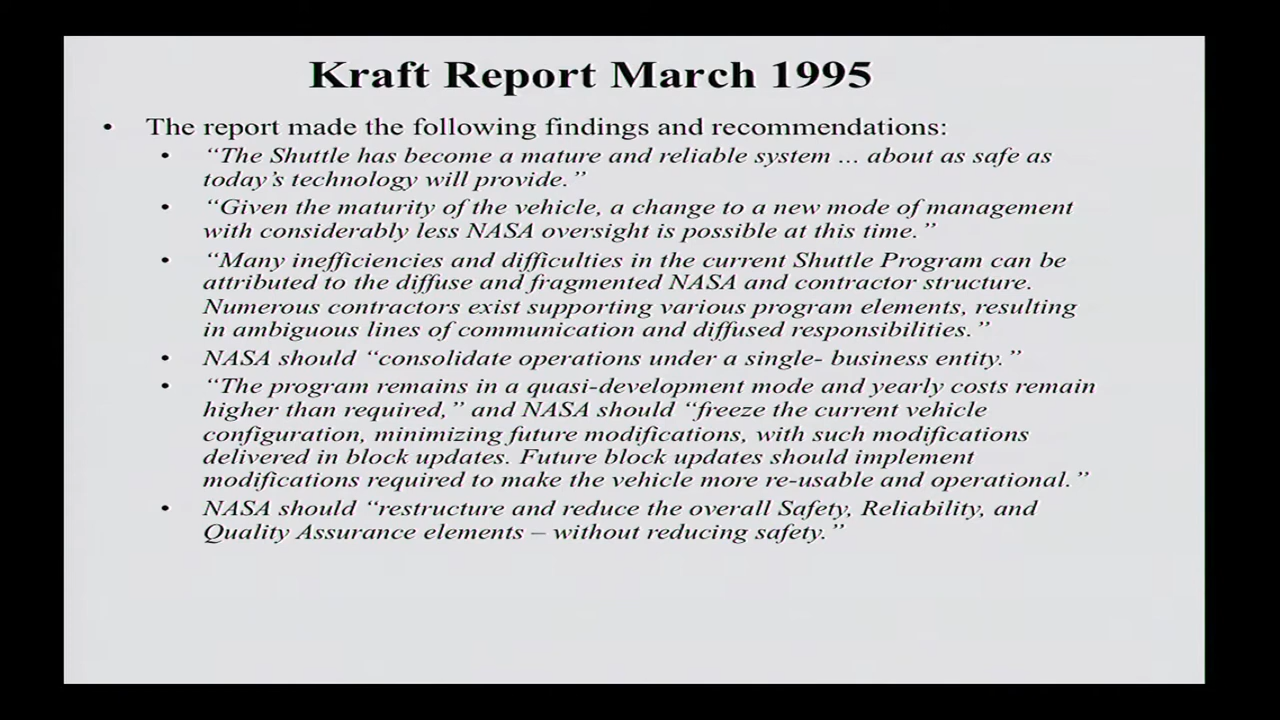 Kraft Report March 1995
• The report made the following findings and recommendations:
• “The Shuttle has become a mature and reliable system … about as safe as
today’s technology will provide.”
• “Given the maturity of the vehicle, a change to a new mode of management
with considerably less NASA oversight is possible at this time.”
• “Many inefficiencies and difficulties in the current Shuttle Program can be
attributed to the diffuse and fragmented NASA and contractor structure.
Numerous contractors exist supporting various program elements, resulting
in ambiguous lines of communication and diffused responsibilities.”
• NASA should “consolidate operations under a single- business entity.”
• “The program remains in a quasi-development mode and yearly costs remain
higher than required,” and NASA should “freeze the current vehicle
configuration, minimizing future modifications, with such modifications
delivered in block updates. Future block updates should implement
modifications required to make the vehicle more re-usable and operational.”
• NASA should “restructure and reduce the overall Safety, Reliability, and
Quality Assurance elements – without reducing safety.”